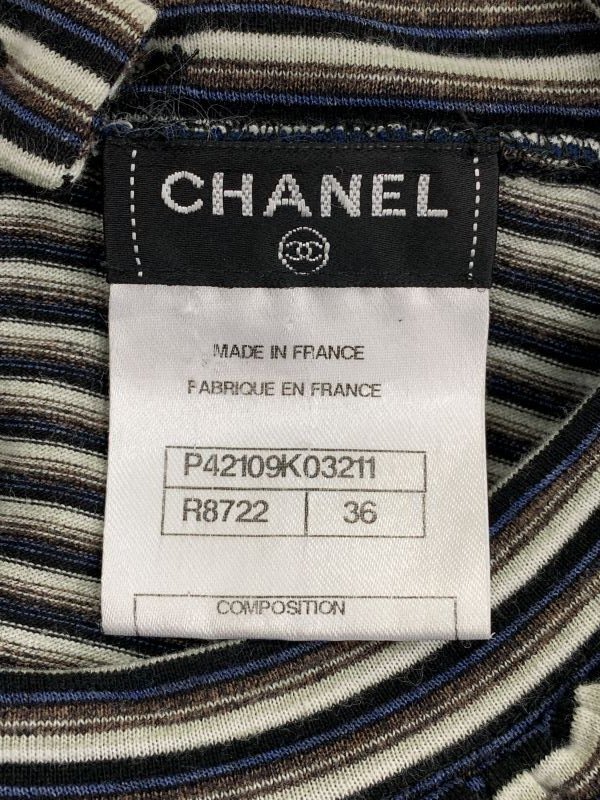 CHANEL
MADE IN FRANCE
FABRIQUE EN FRANCE
P42109K03211
R8722 36
COMPOSITION